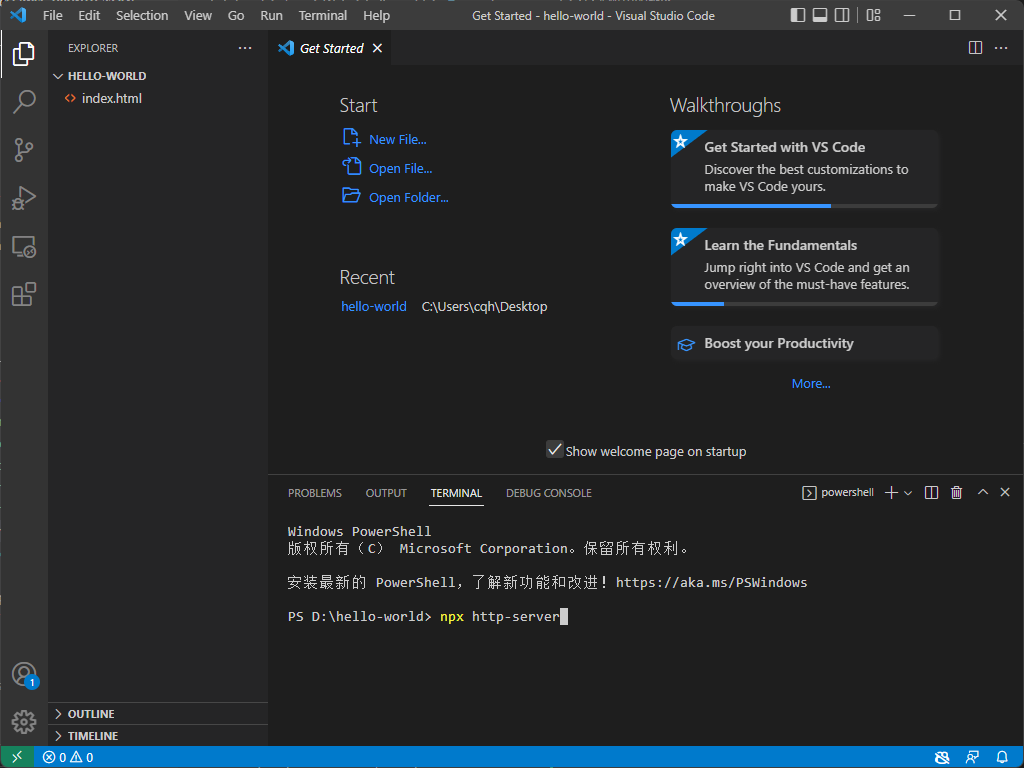 File Edit Selection View Go Run Terminal Help
Get Started - hello-world - Visual Studio Code
EXPLORER
HELLO-WORLD
index.html
OUTLINE
TIMELINE
Get Started
Start
New File...
Open File...
Open Folder...
Recent
hello-world C:\Users\cqh\Desktop
Walkthroughs
Get Started with VS Code
Discover the best customizations to
make VS Code yours.
Learn the Fundamentals
Jump right into VS Code and get an
overview of the must-have features.
Boost your Productivity
More...
Show welcome page on startup
PROBLEMS OUTPUT TERMINAL DEBUG CONSOLE
powershell
Windows PowerShell
版权所有（C） Microsoft Corporation。保留所有权利。
安装最新的 PowerShell，了解新功能和改进！https://aka.ms/PSWindows
PS D:\hello-world> npx http-server
1
0 0